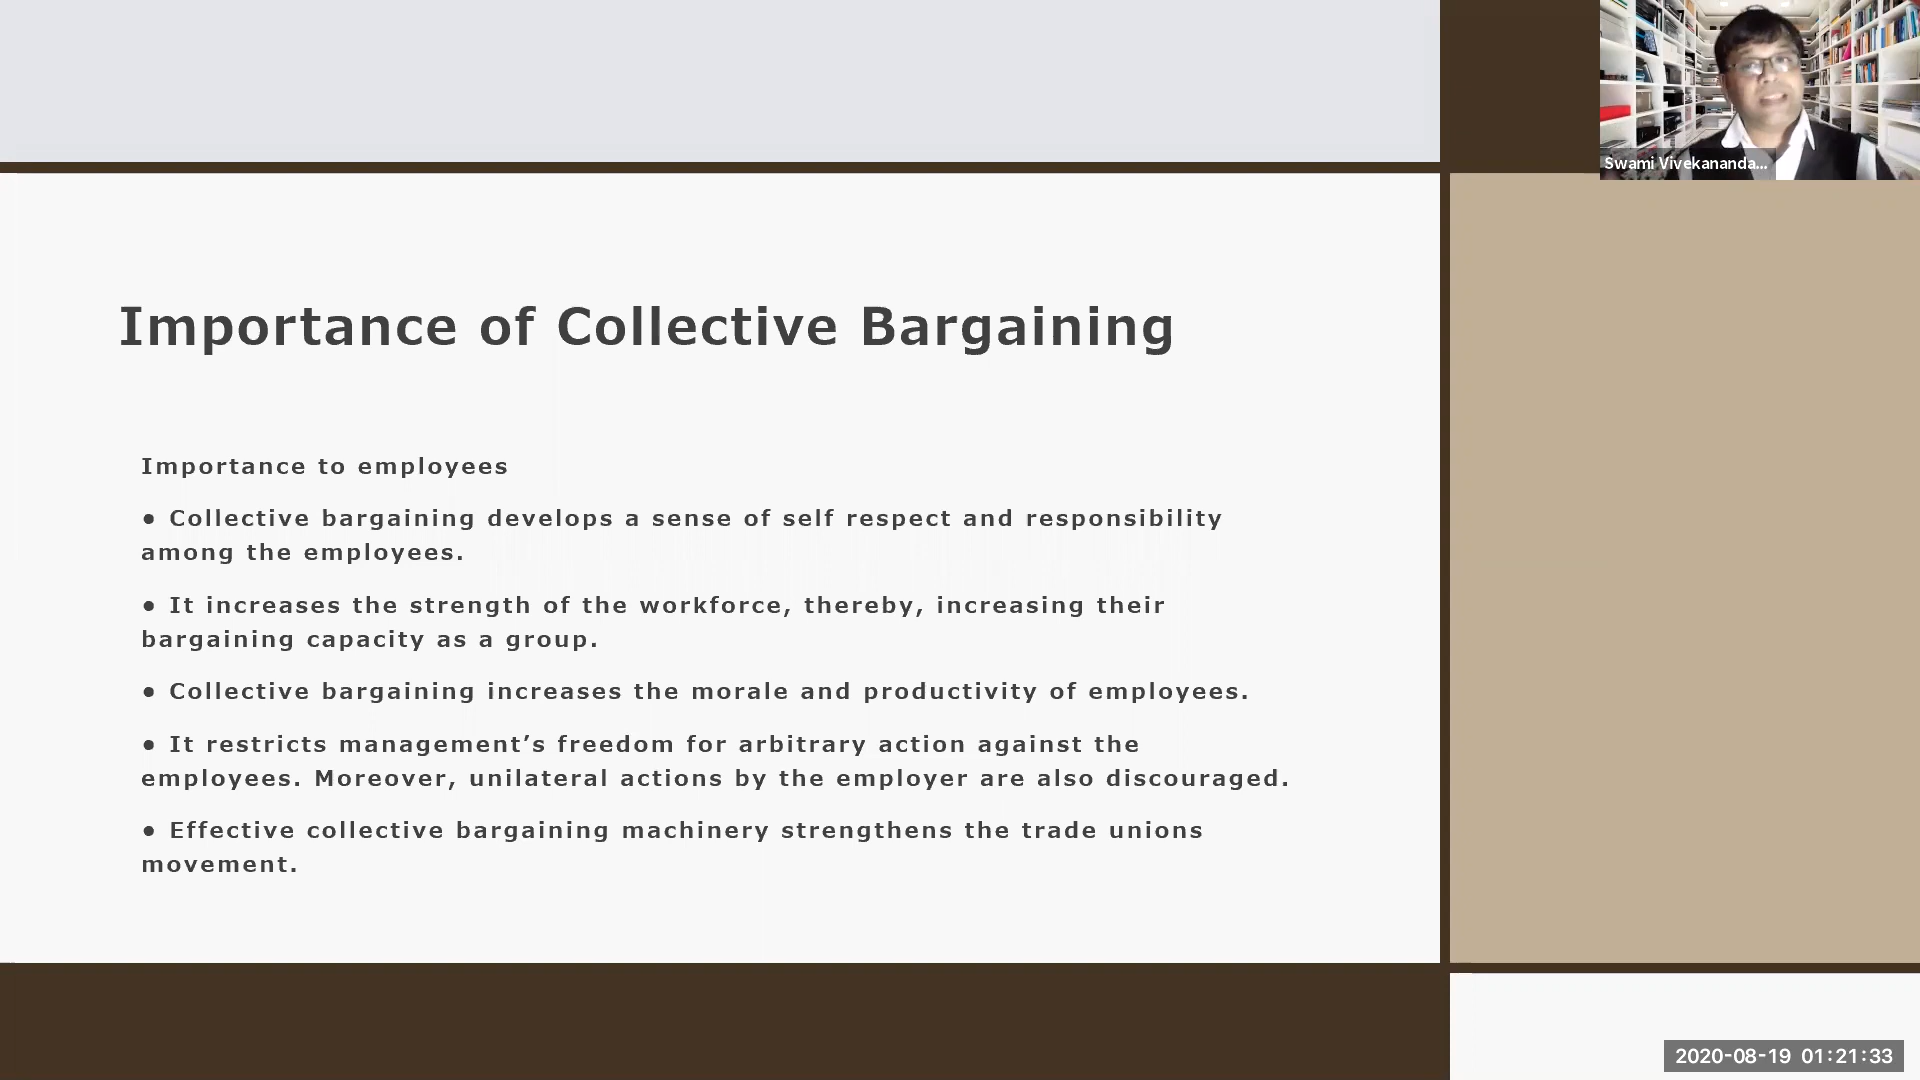 Swami Vivekananda...
Importance of Collective Bargaining
Importance to employees
● Collective bargaining develops a sense of self respect and responsibility
among the employees.
● It increases the strength of the workforce, thereby, increasing their
bargaining capacity as a group.
● Collective bargaining increases the morale and productivity of employees.
● It restricts management’s freedom for arbitrary action against the
employees. Moreover, unilateral actions by the employer are also discouraged.
● Effective collective bargaining machinery strengthens the trade unions
movement.
2020-08-19 01:21:33